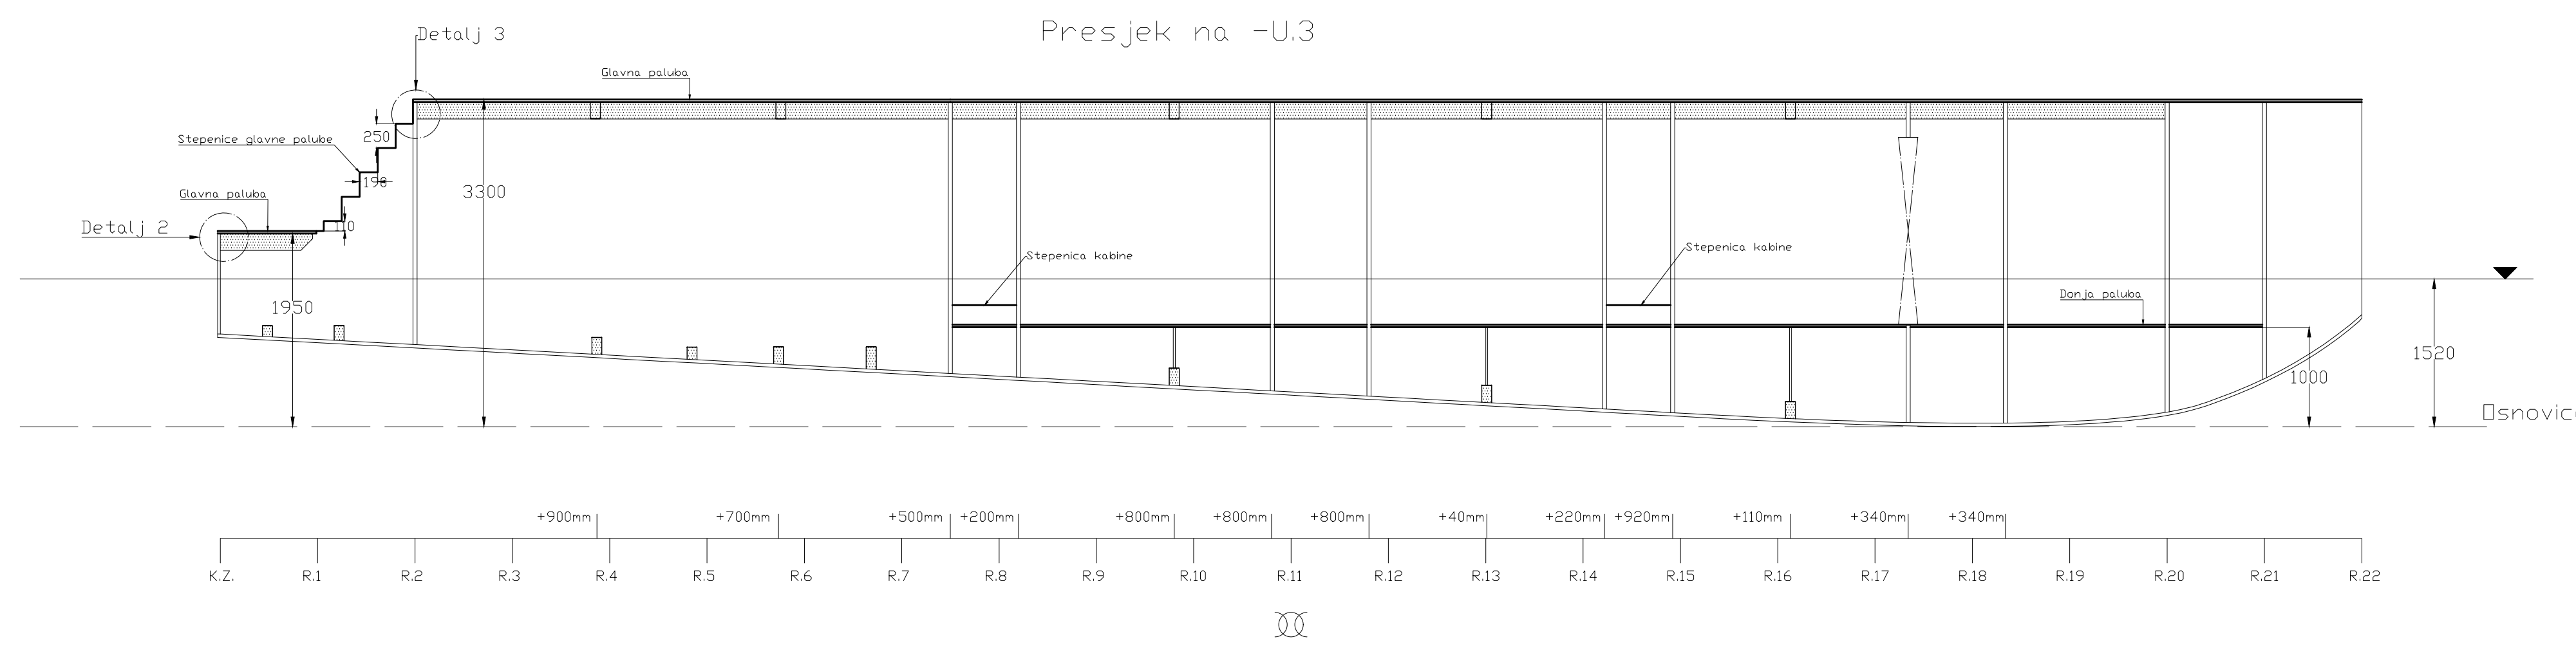 Presjek na -U.3
Detalj 3
Glavna paluba
250
Stepenice glavne palube
198
3300
Glavna paluba
Detalj 2
110
Stepenica kabine
Stepenica kabine
1950
Donja paluba
1520
1000
Osnovic
+900mm +700mm +500mm +200mm +800mm +800mm +800mm +40mm +220mm +920mm +110mm +340mm +340mm
K.Z. R.1 R.2 R.3 R.4 R.5 R.6 R.7 R.8 R.9 R.10 R.11 R.12 R.13 R.14 R.15 R.16 R.17 R.18 R.19 R.20 R.21 R.22